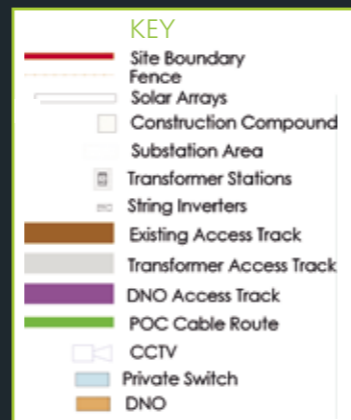 KEY
Site Boundary
Fence
Solar Arrays
Construction Compound
Substation Area
Transformer Stations
String Inverters
Existing Access Track
Transformer Access Track
DNO Access Track
POC Cable Route
CCTV
Private Switch
DNO